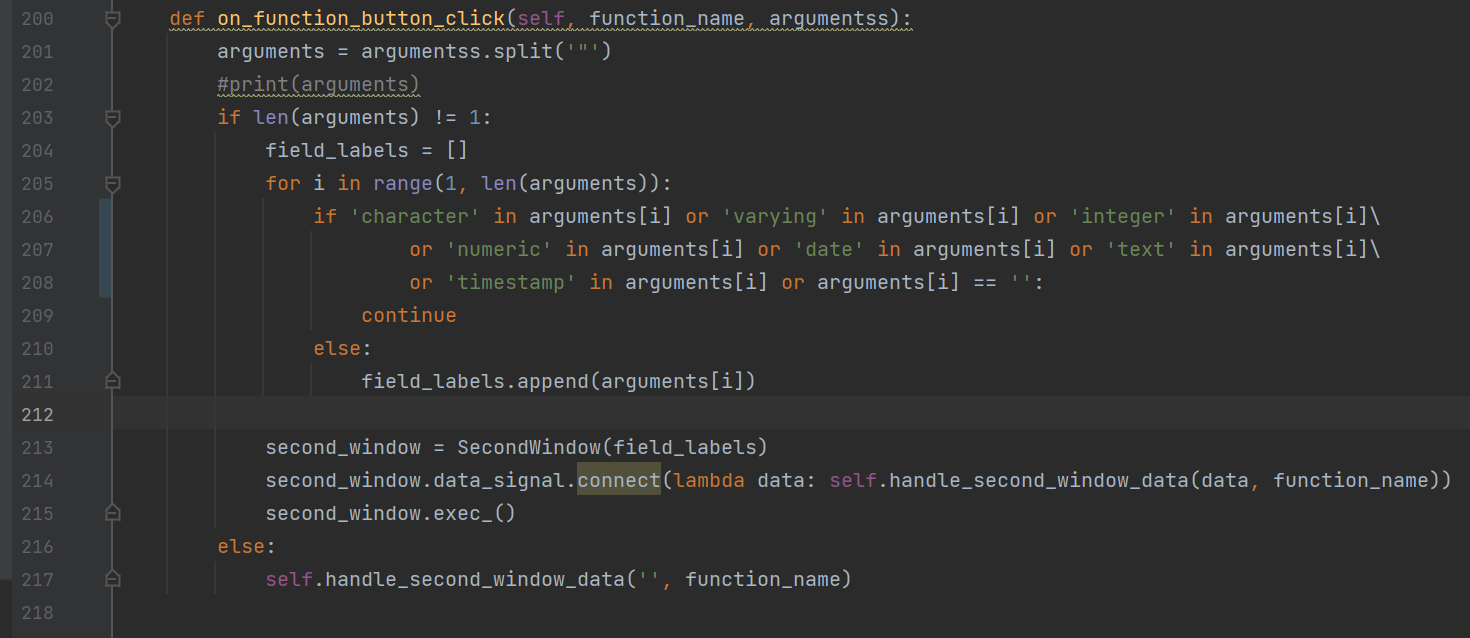 200 def on_function_button_click(self, function_name, argumentss):
201 arguments = argumentss.split('"')
202 #print(arguments)
203 if len(arguments) != 1:
204 field_labels = []
205 for i in range(1, len(arguments)):
206 if 'character' in arguments[i] or 'varying' in arguments[i] or 'integer' in arguments[i]\
207 or 'numeric' in arguments[i] or 'date' in arguments[i] or 'text' in arguments[i]\
208 or 'timestamp' in arguments[i] or arguments[i] == '':
209 continue
210 else:
211 field_labels.append(arguments[i])
212
213 second_window = SecondWindow(field_labels)
214 second_window.data_signal.connect(lambda data: self.handle_second_window_data(data, function_name))
215 second_window.exec_()
216 else:
217 self.handle_second_window_data('', function_name)
218